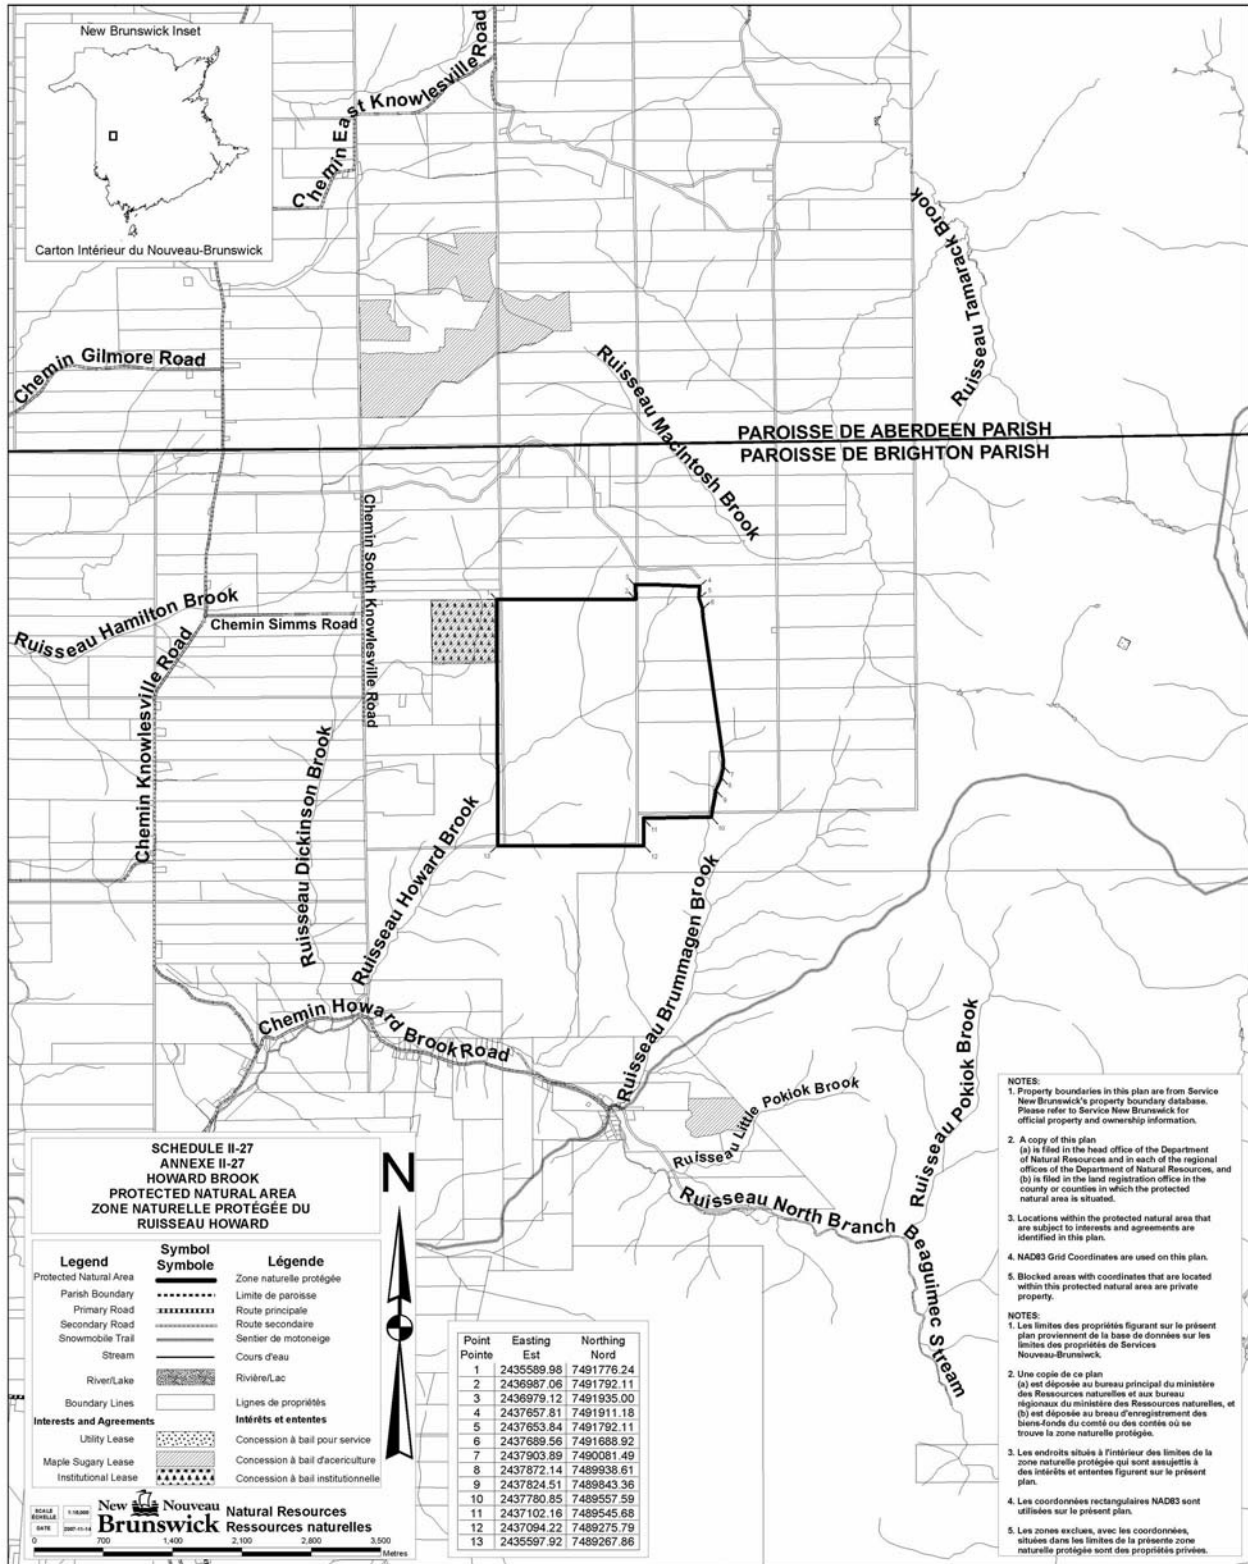 New Brunswick Inset
Carton Intérieur du Nouveau-Brunswick
Chemin East Knowlesville Road
Ruisseau Tamarack Brook
Chemin Gilmore Road
Ruisseau MacIntosh Brook
PAROISSE DE ABERDEEN PARISH
PAROISSE DE BRIGHTON PARISH
Chemin South Knowlesville Road
Ruisseau Hamilton Brook
Chemin Simms Road
Chemin Knowlesville Road
Ruisseau Dickinson Brook
Ruisseau Howard Brook
Ruisseau Brummagen Brook
Chemin Howard Brook Road
Ruisseau Little Pokiok Brook
Ruisseau Pokiok Brook
Ruisseau North Branch Beaguimec Stream
1
4
5
6
7
8
9
10
11
12
13
SCHEDULE II-27
ANNEXE II-27
HOWARD BROOK
PROTECTED NATURAL AREA
ZONE NATURELLE PROTÉGÉE DU
RUISSEAU HOWARD
N
Legend Symbol Symbole Légende
Protected Natural Area Zone naturelle protégée
Parish Boundary Limite de paroisse
Primary Road Route principale
Secondary Road Route secondaire
Snowmobile Trail Sentier de motoneige
Stream Cours d'eau
River/Lake Rivière/Lac
Boundary Lines Lignes de propriétés
Interests and Agreements Intérêts et ententes
Utility Lease Concession à bail pour service
Maple Sugary Lease Concession à bail d'acericulture
Institutional Lease Concession à bail institutionnelle
SCALE
ECHELLE
DATE 2007-11-14
New Nouveau
Brunswick
Natural Resources
Ressources naturelles
0 700 1,400 2,100 2,800 3,500
Metres
Point Easting Northing
Pointe Est Nord
1 2435589.98 7491776.24
2 2436987.06 7491792.11
3 2436979.12 7491935.00
4 2437657.81 7491911.18
5 2437653.84 7491792.11
6 2437689.56 7491688.92
7 2437903.89 7490081.49
8 2437872.14 7489938.61
9 2437824.51 7489843.36
10 2437780.85 7489557.59
11 2437102.16 7489545.68
12 2437094.22 7489275.79
13 2435597.92 7489267.86
NOTES:
1. Property boundaries in this plan are from Service
New Brunswick's property boundary database.
Please refer to Service New Brunswick for
official property and ownership information.
2. A copy of this plan
(a) is filed in the head office of the Department
of Natural Resources and in each of the regional
offices of the Department of Natural Resources, and
(b) is filed in the land registration office in the
county or counties in which the protected
natural area is situated.
3. Locations within the protected natural area that
are subject to interests and agreements are
identified in this plan.
4. NAD83 Grid Coordinates are used on this plan.
5. Blocked areas with coordinates that are located
within this protected natural area are private
property.
NOTES:
1. Les limites des propriétés figurant sur le présent
plan proviennent de la base de données sur les
limites des propriétés de Services
Nouveau-Brunsiwck.
2. Une copie de ce plan
(a) est déposée au bureau principal du ministère
des Ressources naturelles et aux bureau
régionaux du ministère des Ressources naturelles, et
(b) est déposée au breau d'enregistrement des
biens-fonds du comté ou des contés où se
trouve la zone naturelle protégée.
3. Les endroits situés à l'intérieur des limites de la
zone naturelle protégée qui sont assujettis à
des intérêts et ententes figurent sur le présent
plan.
4. Les coordonnées rectangulaires NAD83 sont
utilisées sur le présent plan.
5. Les zones exclues, avec les coordonnées,
situées dans les limites de la présente zone
naturelle protégée sont des propriétés privées.